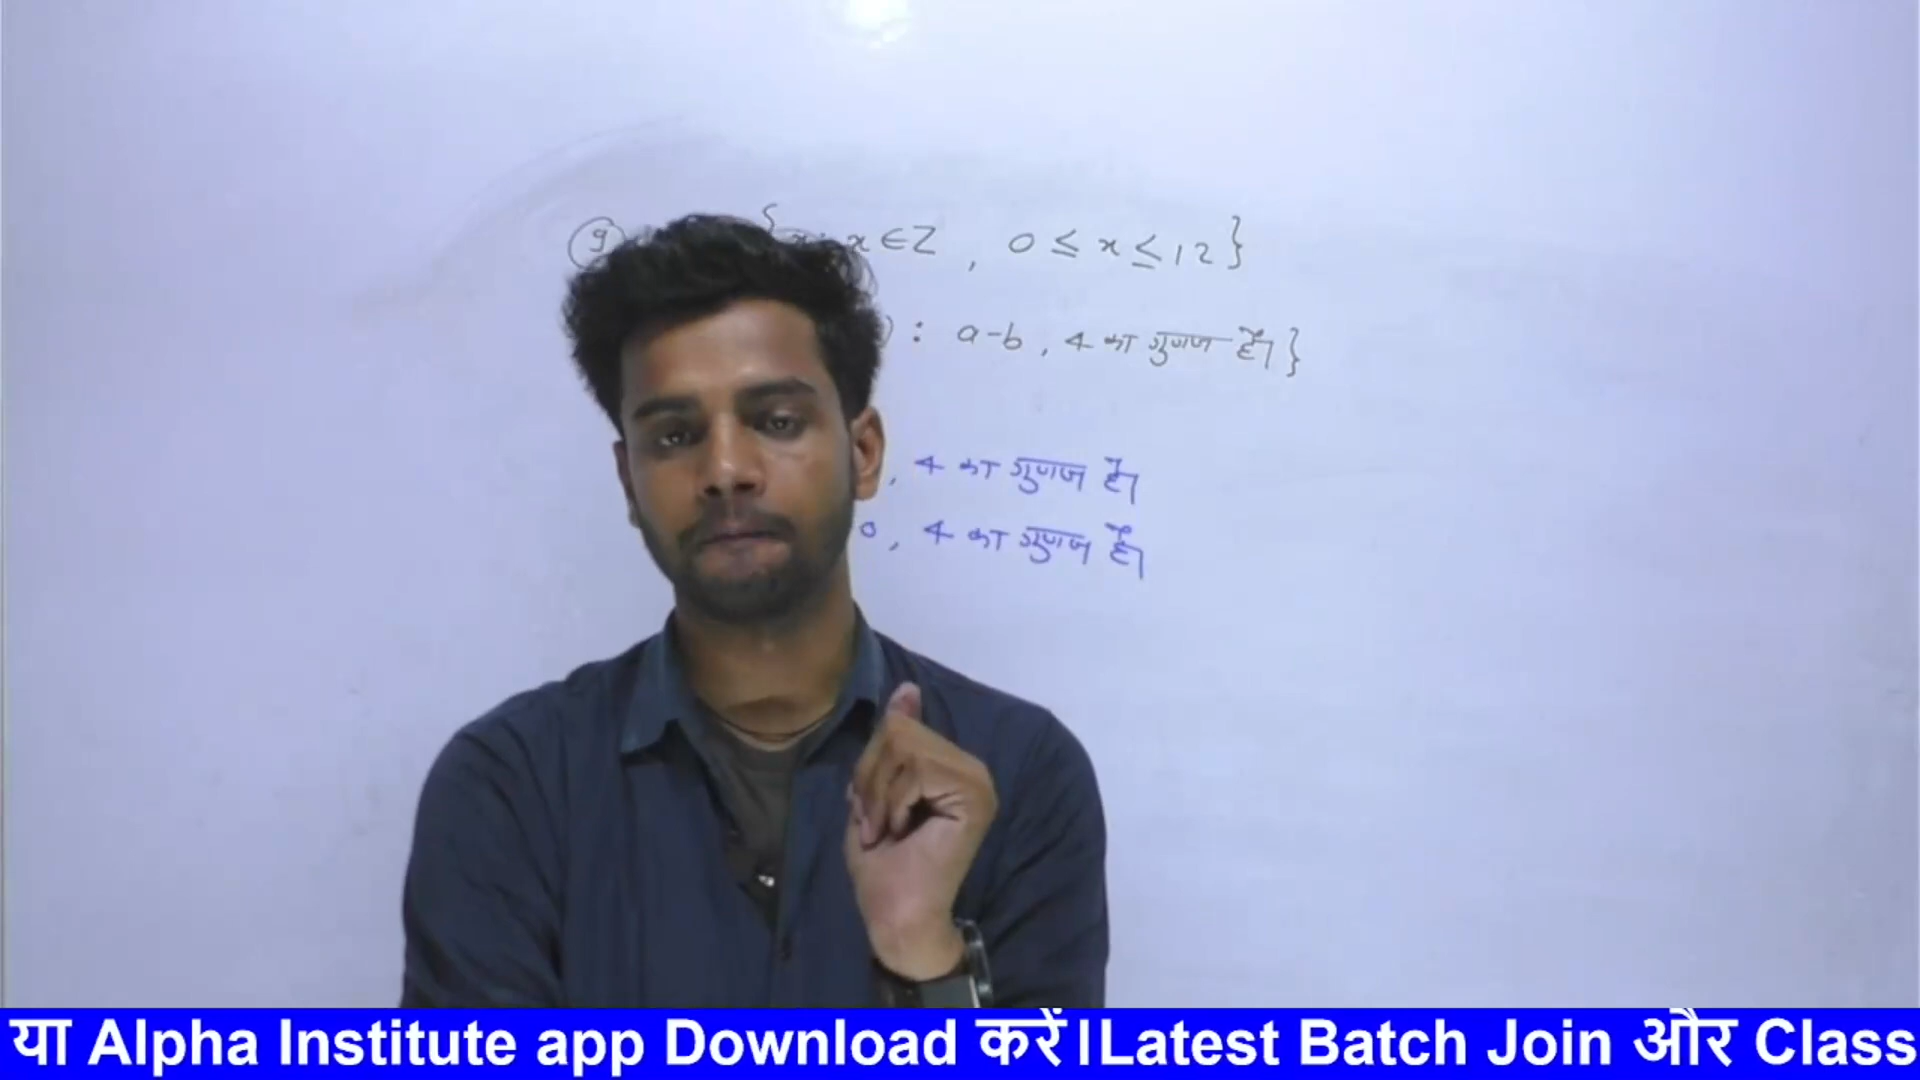 9 { x: x ∈ Z , 0 ≤ x ≤ 12 }
) : a-b , 4 का गुणज है। }
, 4 का गुणज है।
0 , 4 का गुणज है।
या Alpha Institute app Download करें।Latest Batch Join और Class